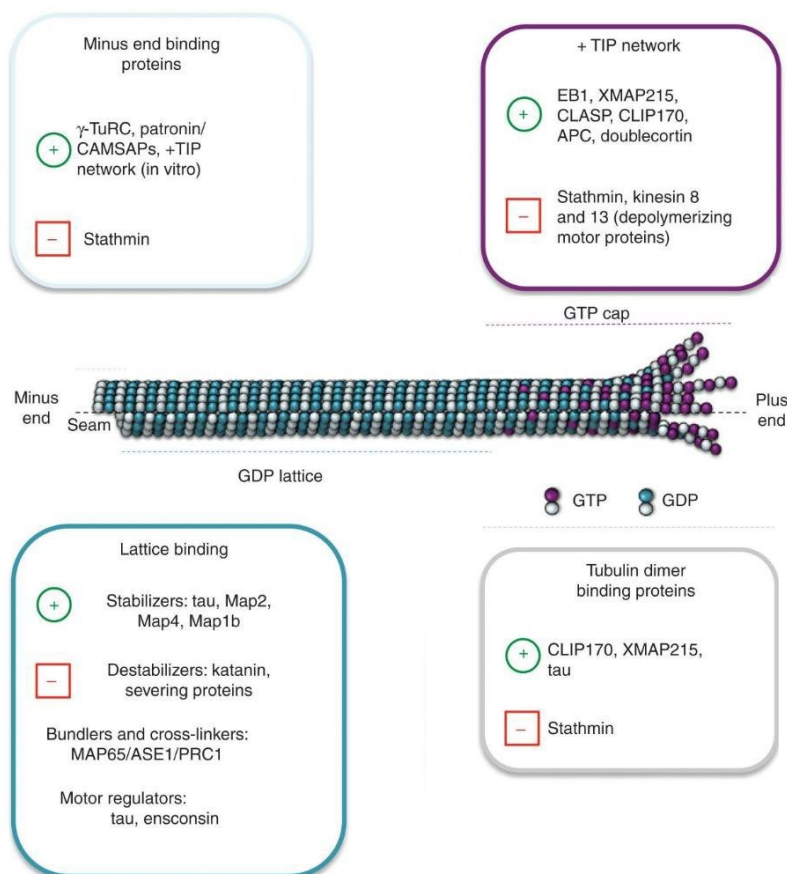 Minus end binding
proteins
+
γ-TuRC, patronin/
CAMSAPs, +TIP
network (in vitro)
−
Stathmin
+ TIP network
+
EB1, XMAP215,
CLASP, CLIP170,
APC, doublecortin
−
Stathmin, kinesin 8
and 13 (depolymerizing
motor proteins)
GTP cap
Minus
end
Seam
Plus
end
GDP lattice
GTP
GDP
Lattice binding
+
Stabilizers: tau, Map2,
Map4, Map1b
−
Destabilizers: katanin,
severing proteins
Bundlers and cross-linkers:
MAP65/ASE1/PRC1
Motor regulators:
tau, ensconsin
Tubulin dimer
binding proteins
+
CLIP170, XMAP215,
tau
−
Stathmin